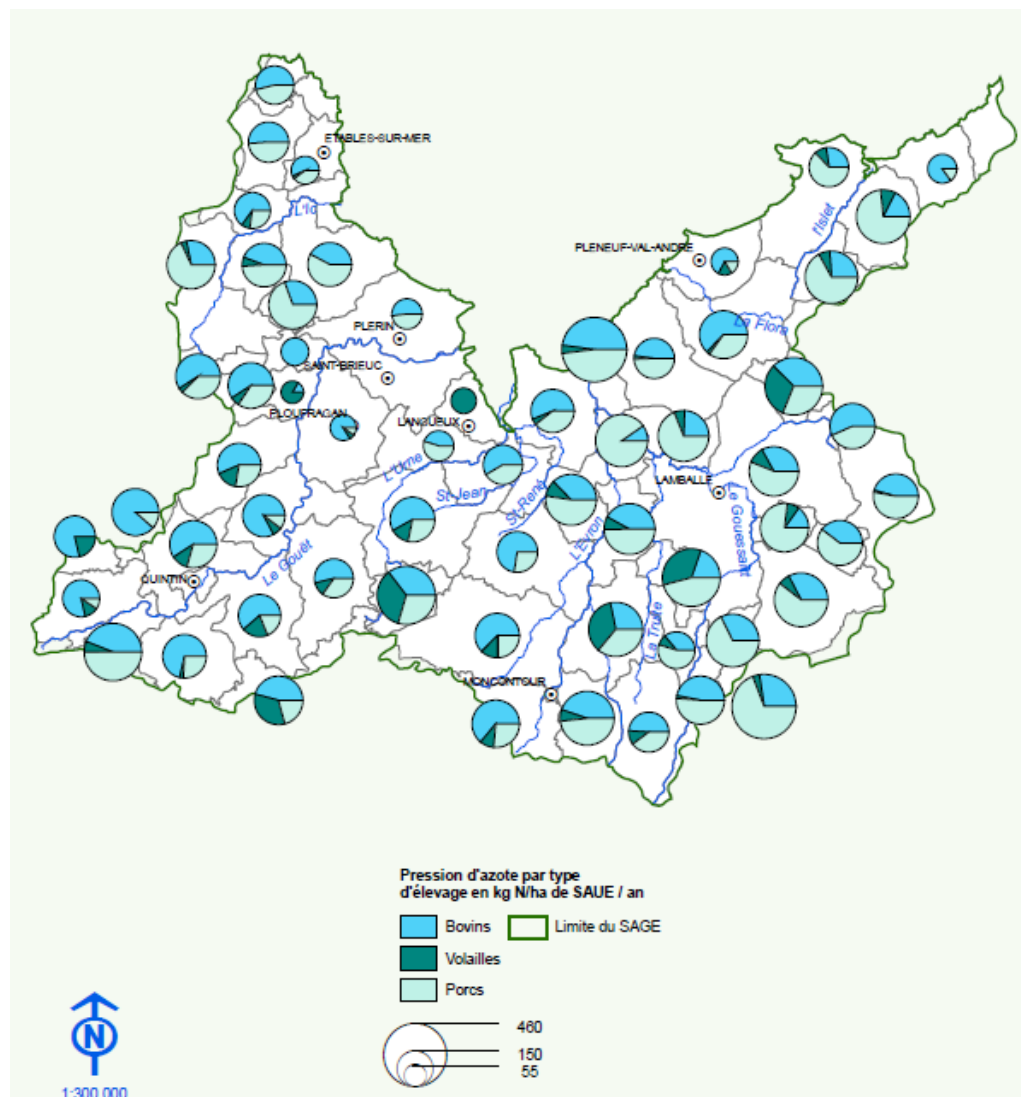 ETABLES-SUR-MER
L'Ic
l'Islet
PLENEUF-VAL-ANDRE
La Flora
PLERIN
SAINT-BRIEUC
PLOUFRAGAN
LANGUEUX
L'Urne
St-Jean
St-René
LAMBALLE
Le Gouessant
L'Evron
Le Gouët
QUINTIN
La Truite
MONCONTOUR
Pression d'azote par type
d'élevage en kg N/ha de SAUE / an
Bovins
Limite du SAGE
Volailles
Porcs
460
150
55
N
1:300 000